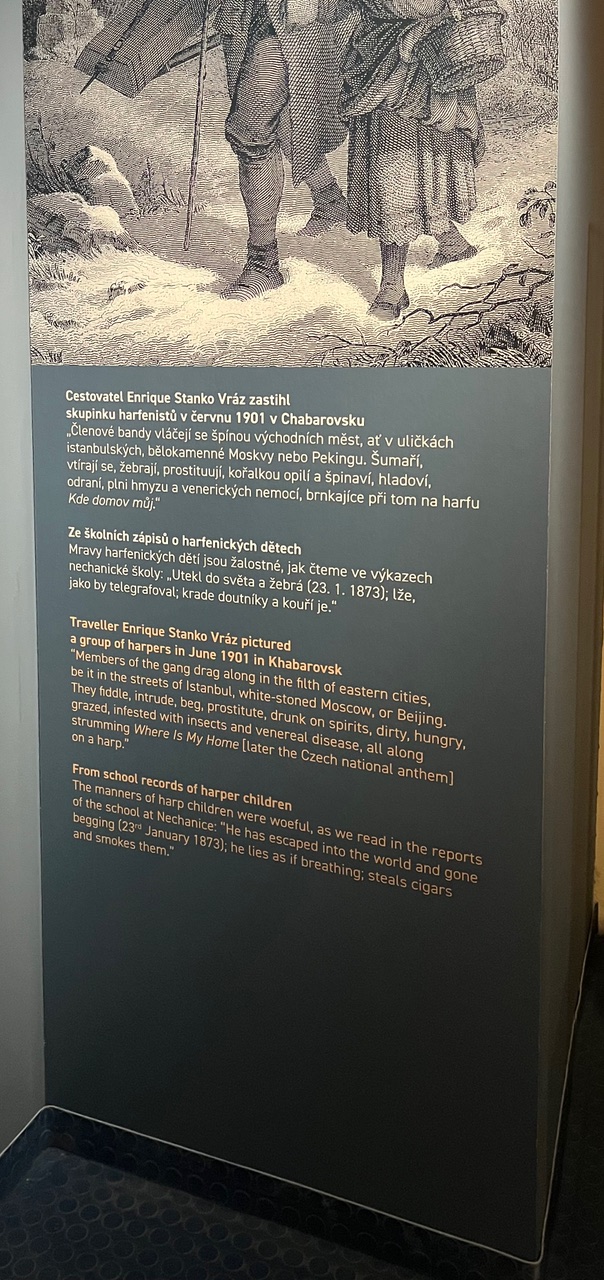 Cestovatel Enrique Stanko Vráz zastihl
skupinku harfenistů v červnu 1901 v Chabarovsku
„Členové bandy vláčejí se špínou východních měst, ať v uličkách
istanbulských, bělokamenné Moskvy nebo Pekingu. Šumaří,
vtírají se, žebrají, prostituují, kořalkou opilí a špinaví, hladoví,
odraní, plni hmyzu a venerických nemocí, brnkajíce při tom na harfu
Kde domov můj.“
Ze školních zápisů o harfenických dětech
Mravy harfenických dětí jsou žalostné, jak čteme ve výkazech
nechanické školy: „Utekl do světa a žebrá (23. 1. 1873); lže,
jako by telegrafoval; krade doutníky a kouří je.“
Traveller Enrique Stanko Vráz pictured
a group of harpers in June 1901 in Khabarovsk
“Members of the gang drag along in the filth of eastern cities,
be it in the streets of Istanbul, white-stoned Moscow, or Beijing.
They fiddle, intrude, beg, prostitute, drunk on spirits, dirty, hungry,
grazed, infested with insects and venereal disease, all along
strumming Where Is My Home [later the Czech national anthem]
on a harp.”
From school records of harper children
The manners of harp children were woeful, as we read in the reports
of the school at Nechanice: “He has escaped into the world and gone
begging (23rd January 1873); he lies as if breathing; steals cigars
and smokes them.”